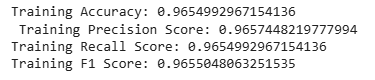 Training Accuracy: 0.9654992967154136
Training Precision Score: 0.9657448219777994
Training Recall Score: 0.9654992967154136
Training F1 Score: 0.9655048063251535